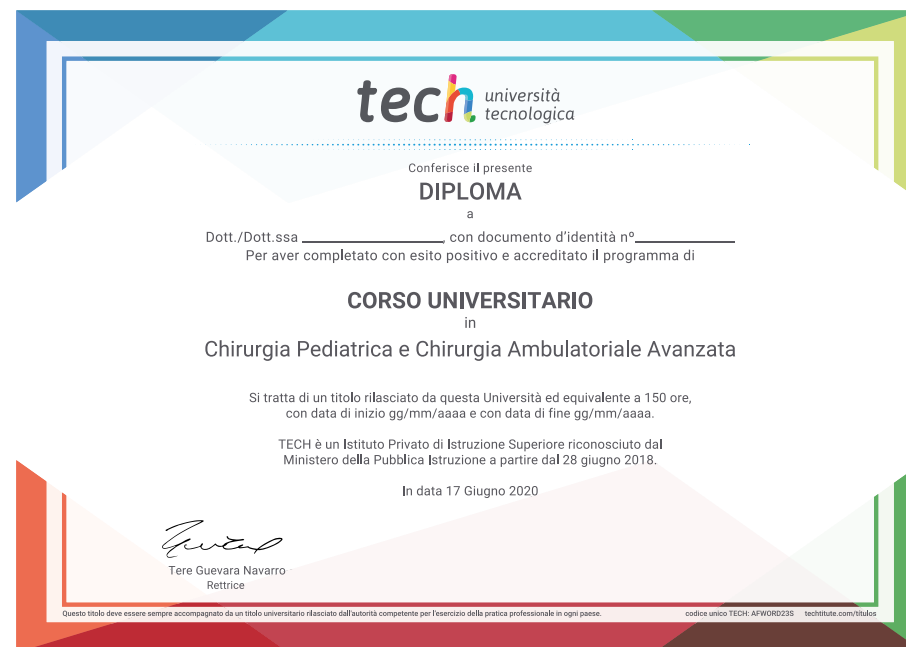 tech università
tecnologica
Conferisce il presente
DIPLOMA
a
Dott./Dott.ssa ________________, con documento d'identità nº____________
Per aver completato con esito positivo e accreditato il programma di
CORSO UNIVERSITARIO
in
Chirurgia Pediatrica e Chirurgia Ambulatoriale Avanzata
Si tratta di un titolo rilasciato da questa Università ed equivalente a 150 ore,
con data di inizio gg/mm/aaaa e con data di fine gg/mm/aaaa.
TECH è un Istituto Privato di Istruzione Superiore riconosciuto dal
Ministero della Pubblica Istruzione a partire dal 28 giugno 2018.
In data 17 Giugno 2020
Tere Guevara Navarro
Rettrice
Questo titolo deve essere sempre accompagnato da un titolo universitario rilasciato dall'autorità competente per l'esercizio della pratica professionale in ogni paese. codice unico TECH: AFWORD23S techtitute.com/titulos